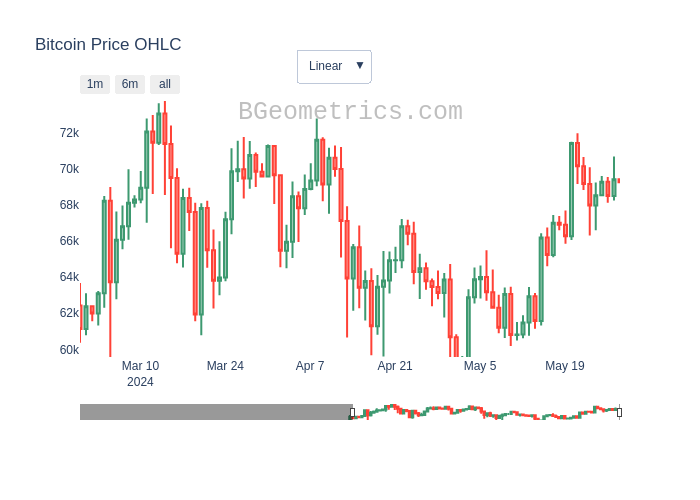 Bitcoin Price OHLC
Linear ▼
1m 6m all
BGeometrics.com
72k
70k
68k
66k
64k
62k
60k
Mar 10 Mar 24 Apr 7 Apr 21 May 5 May 19
2024